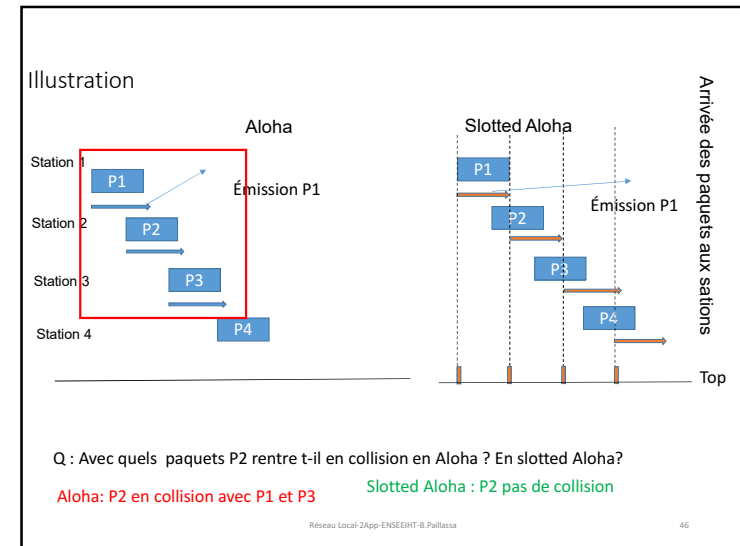 Illustration
Aloha
Station 1
P1
Émission P1
Station 2
P2
Station 3
P3
Station 4
P4
Slotted Aloha
P1
Émission P1
P2
P3
P4
Top
Arrivée des paquets aux sations
Q : Avec quels paquets P2 rentre t-il en collision en Aloha ? En slotted Aloha?
Aloha: P2 en collision avec P1 et P3
Slotted Aloha : P2 pas de collision
Réseau Local-2App-ENSEEIHT-B.Paillassa
46